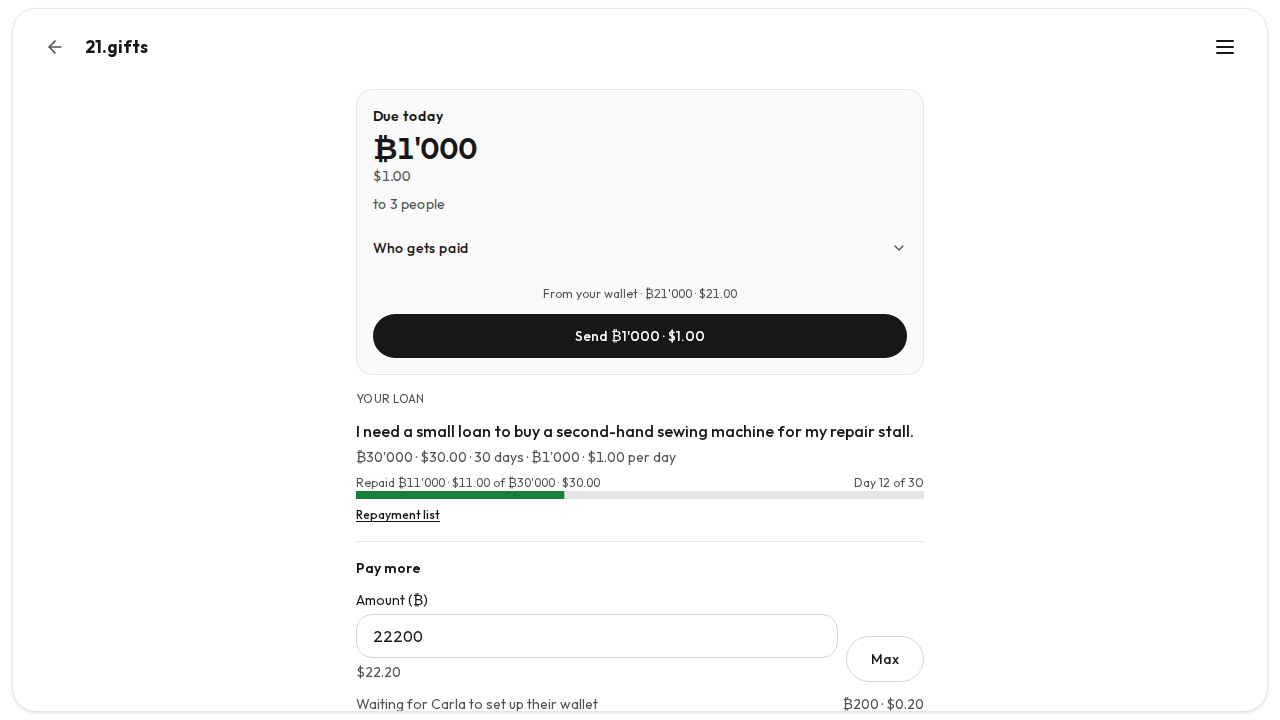 21.gifts
Due today
₿1'000
$1.00
to 3 people
Who gets paid
From your wallet · ₿21'000 · $21.00
Send ₿1'000 · $1.00
YOUR LOAN
I need a small loan to buy a second-hand sewing machine for my repair stall.
₿30'000 · $30.00 · 30 days · ₿1'000 · $1.00 per day
Repaid ₿11'000 · $11.00 of ₿30'000 · $30.00
Day 12 of 30
Repayment list
Pay more
Amount (₿)
22200
Max
$22.20
Waiting for Carla to set up their wallet
₿200 · $0.20